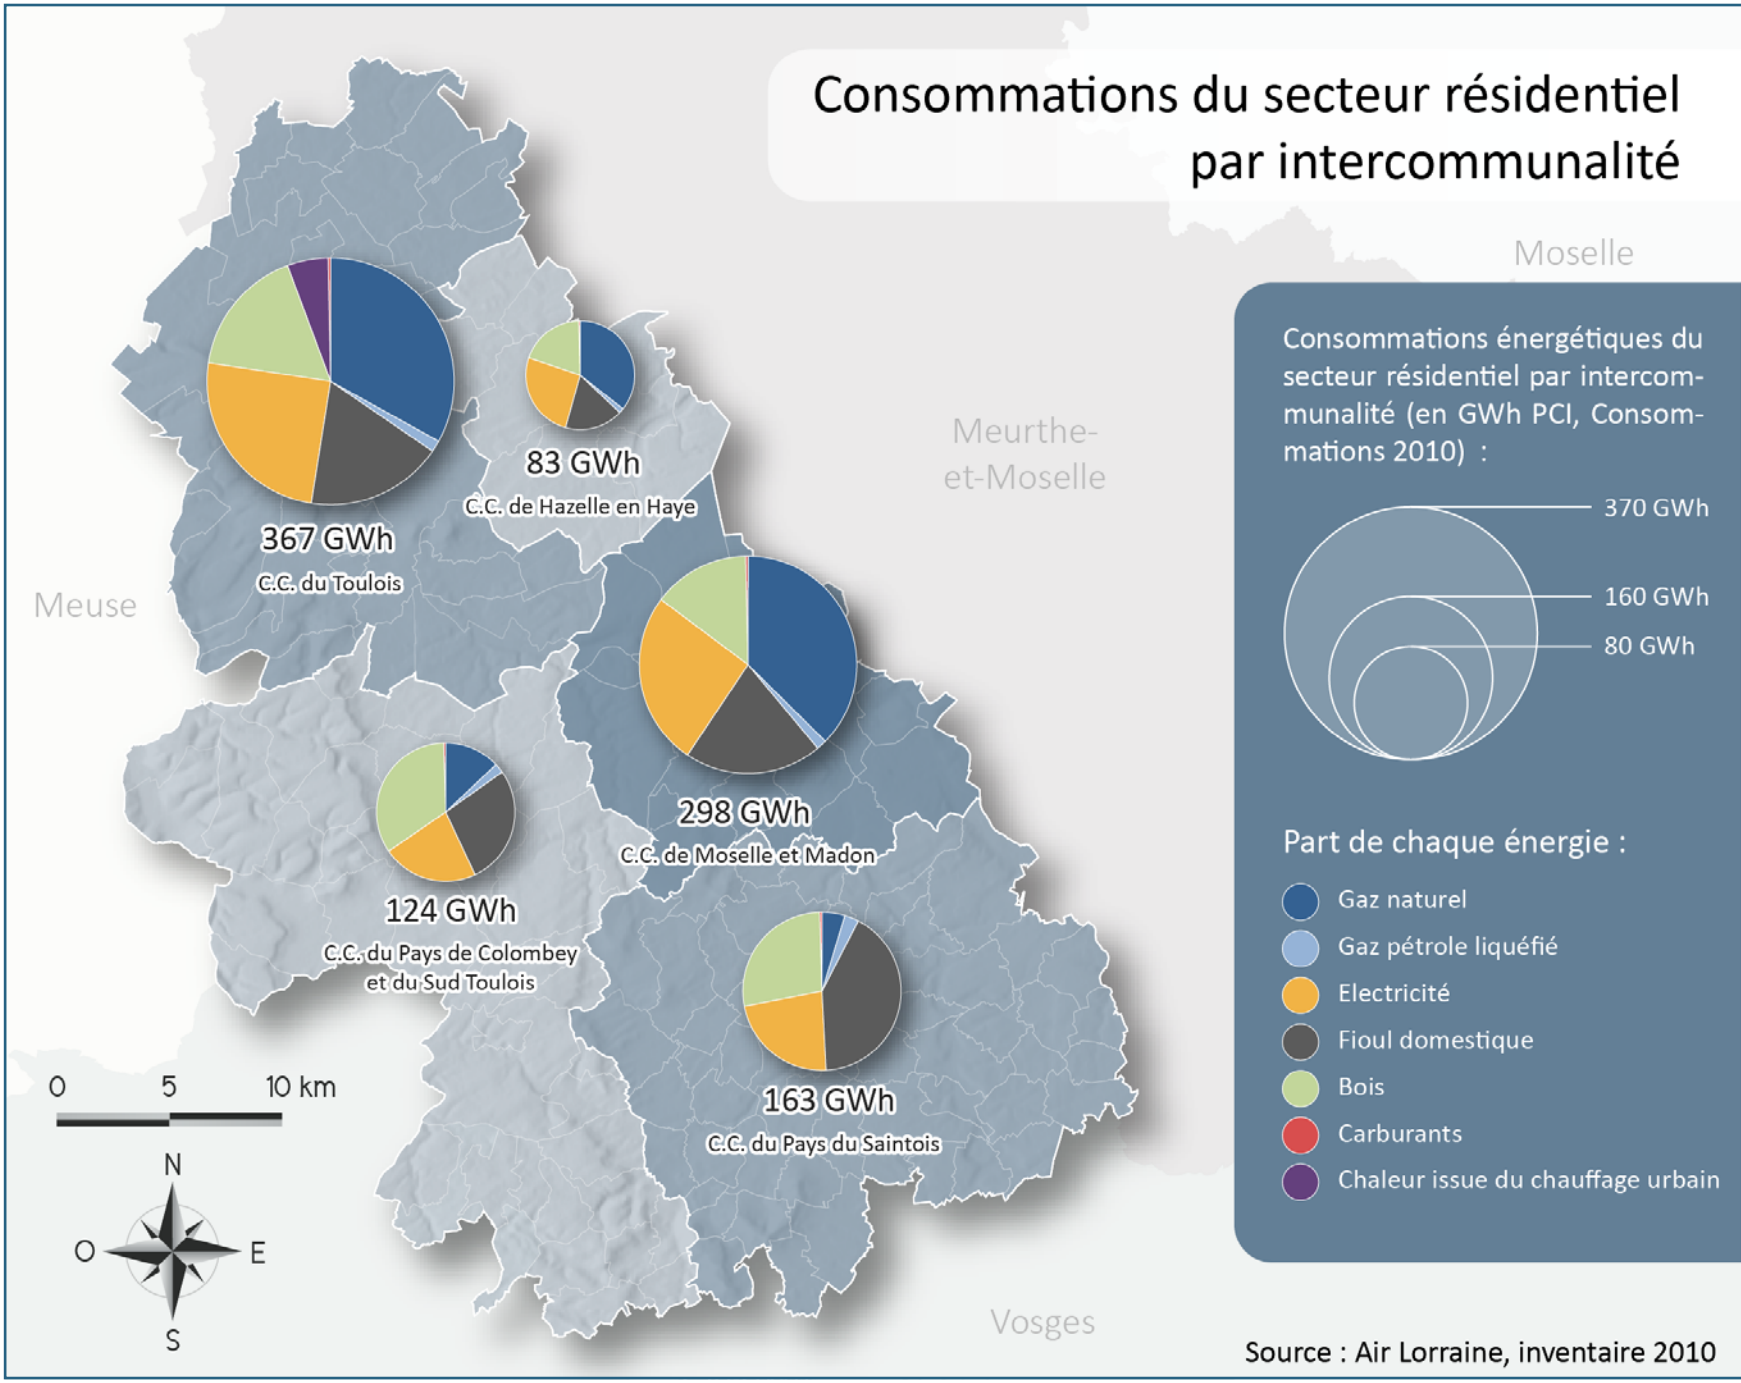 Consommations du secteur résidentiel
par intercommunalité
Moselle
Meurthe-
et-Moselle
Meuse
Vosges
83 GWh
C.C. de Hazelle en Haye
367 GWh
C.C. du Toulois
298 GWh
C.C. de Moselle et Madon
124 GWh
C.C. du Pays de Colombey
et du Sud Toulois
163 GWh
C.C. du Pays du Saintois
0 5 10 km
N
O E
S
Consommations énergétiques du
secteur résidentiel par intercom-
munalité (en GWh PCI, Consom-
mations 2010) :
370 GWh
160 GWh
80 GWh
Part de chaque énergie :
Gaz naturel
Gaz pétrole liquéfié
Electricité
Fioul domestique
Bois
Carburants
Chaleur issue du chauffage urbain
Source : Air Lorraine, inventaire 2010